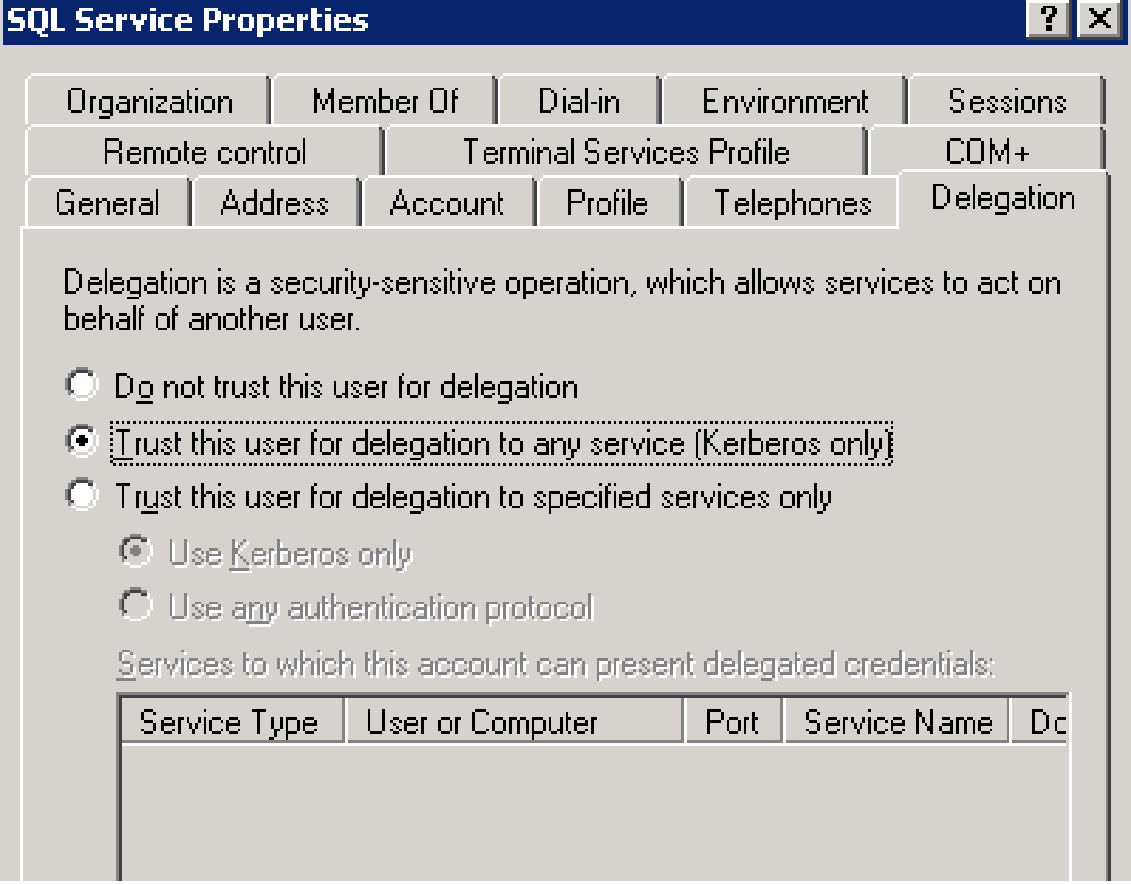 SQL Service Properties
?
Organization Member Of Dial-in Environment Sessions
Remote control Terminal Services Profile COM+
General Address Account Profile Telephones Delegation
Delegation is a security-sensitive operation, which allows services to act on
behalf of another user.
Do not trust this user for delegation
Trust this user for delegation to any service (Kerberos only)
Trust this user for delegation to specified services only
Use Kerberos only
Use any authentication protocol
Services to which this account can present delegated credentials:
Service Type User or Computer Port Service Name Do